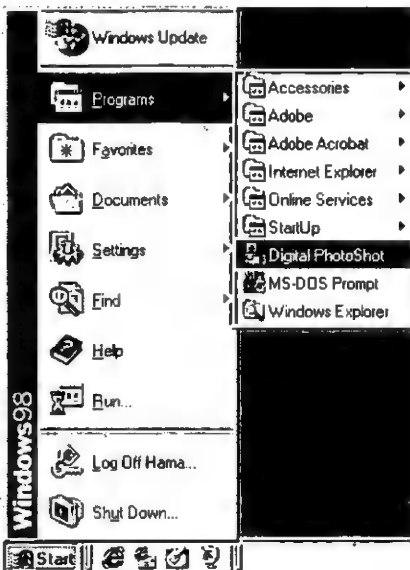 Windows Update
Programs
Favorites
Documents
Settings
Find
Help
Run...
Log Off Hama...
Shut Down...
Windows98
Start
Accessories
Adobe
Adobe Acrobat
Internet Explorer
Online Services
StartUp
Digital PhotoShot
MS-DOS Prompt
Windows Explorer